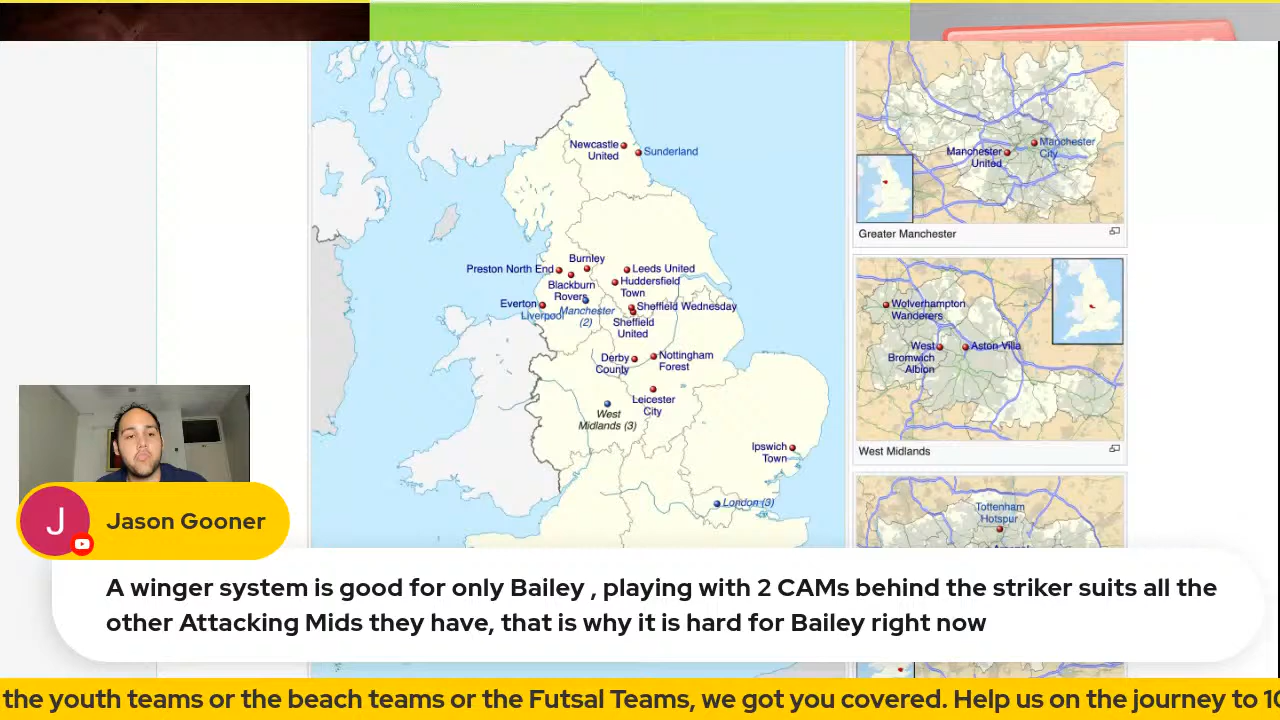 Newcastle
United
Sunderland
Preston North End
Burnley
Blackburn
Rovers
Leeds United
Huddersfield
Town
Everton
Liverpool
Manchester
(2)
Sheffield Wednesday
Sheffield
United
Derby
County
Nottingham
Forest
Leicester
City
West
Midlands (3)
Ipswich
Town
London (3)
Manchester
United
Manchester
City
Greater Manchester
Wolverhampton
Wanderers
West
Bromwich
Albion
Aston Villa
West Midlands
Tottenham
Hotspur
J
Jason Gooner
A winger system is good for only Bailey , playing with 2 CAMs behind the striker suits all the
other Attacking Mids they have, that is why it is hard for Bailey right now
the youth teams or the beach teams or the Futsal Teams, we got you covered. Help us on the journey to